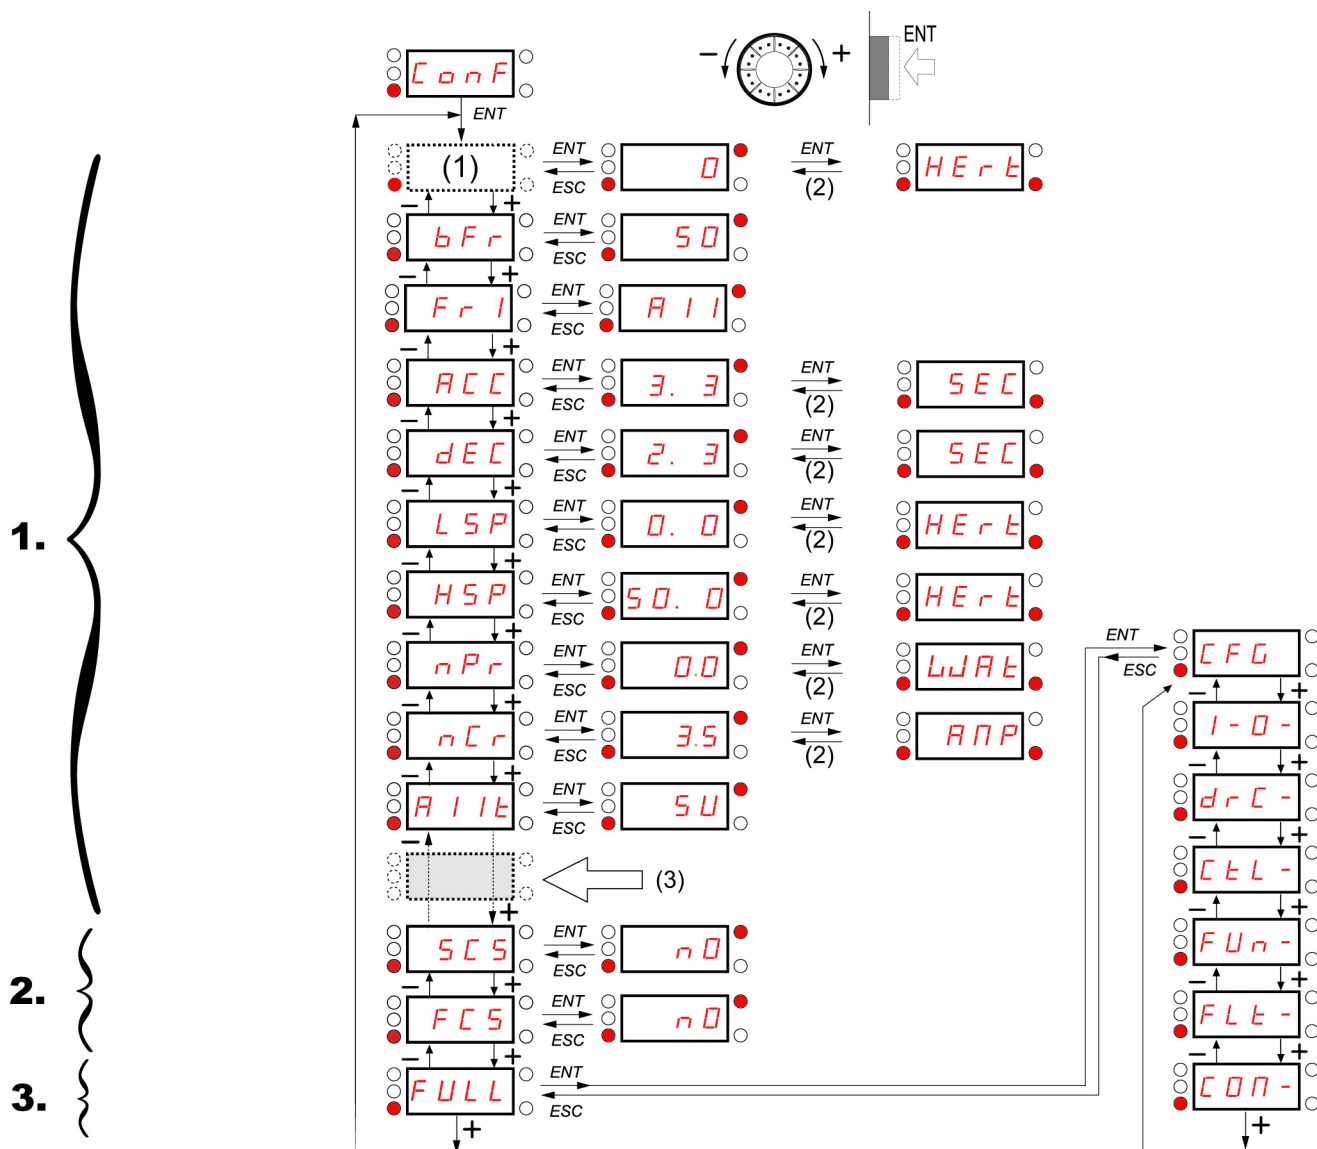 ENT
- +
ConF
ENT
(1) ENT ESC 0 ENT (2) HErt
- +
bFr ENT ESC 50
- +
Fr1 ENT ESC A11
- +
ACC ENT ESC 3. 3 ENT (2) SEC
- +
dEC ENT ESC 2. 3 ENT (2) SEC
- +
LSP ENT ESC 0. 0 ENT (2) HErt
1.
- +
HSP ENT ESC 50. 0 ENT (2) HErt
- +
nPr ENT ESC 0.0 ENT (2) WAt ENT ESC CFG
- + - +
nCr ENT ESC 3.5 ENT (2) AMP I-O-
- + - +
A11t ENT ESC SU drC-
- - +
(3) CtL-
+ - +
SCS ENT ESC nO FUn-
2.
- + - +
FCS ENT ESC nO FLt-
- + - +
3. FULL ENT ESC COM-
+ +